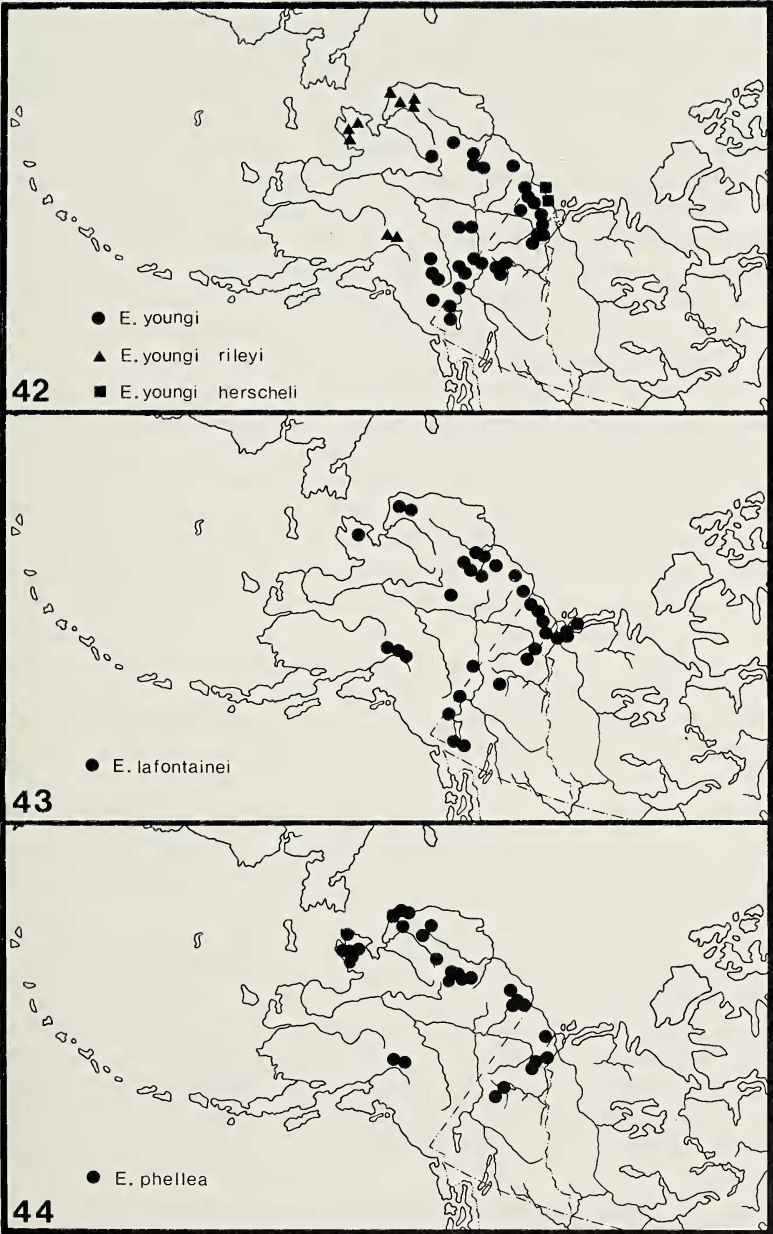 E. youngi
E. youngi rileyi
E. youngi herscheli
42
E. lafontainei
43
E. phellea
44